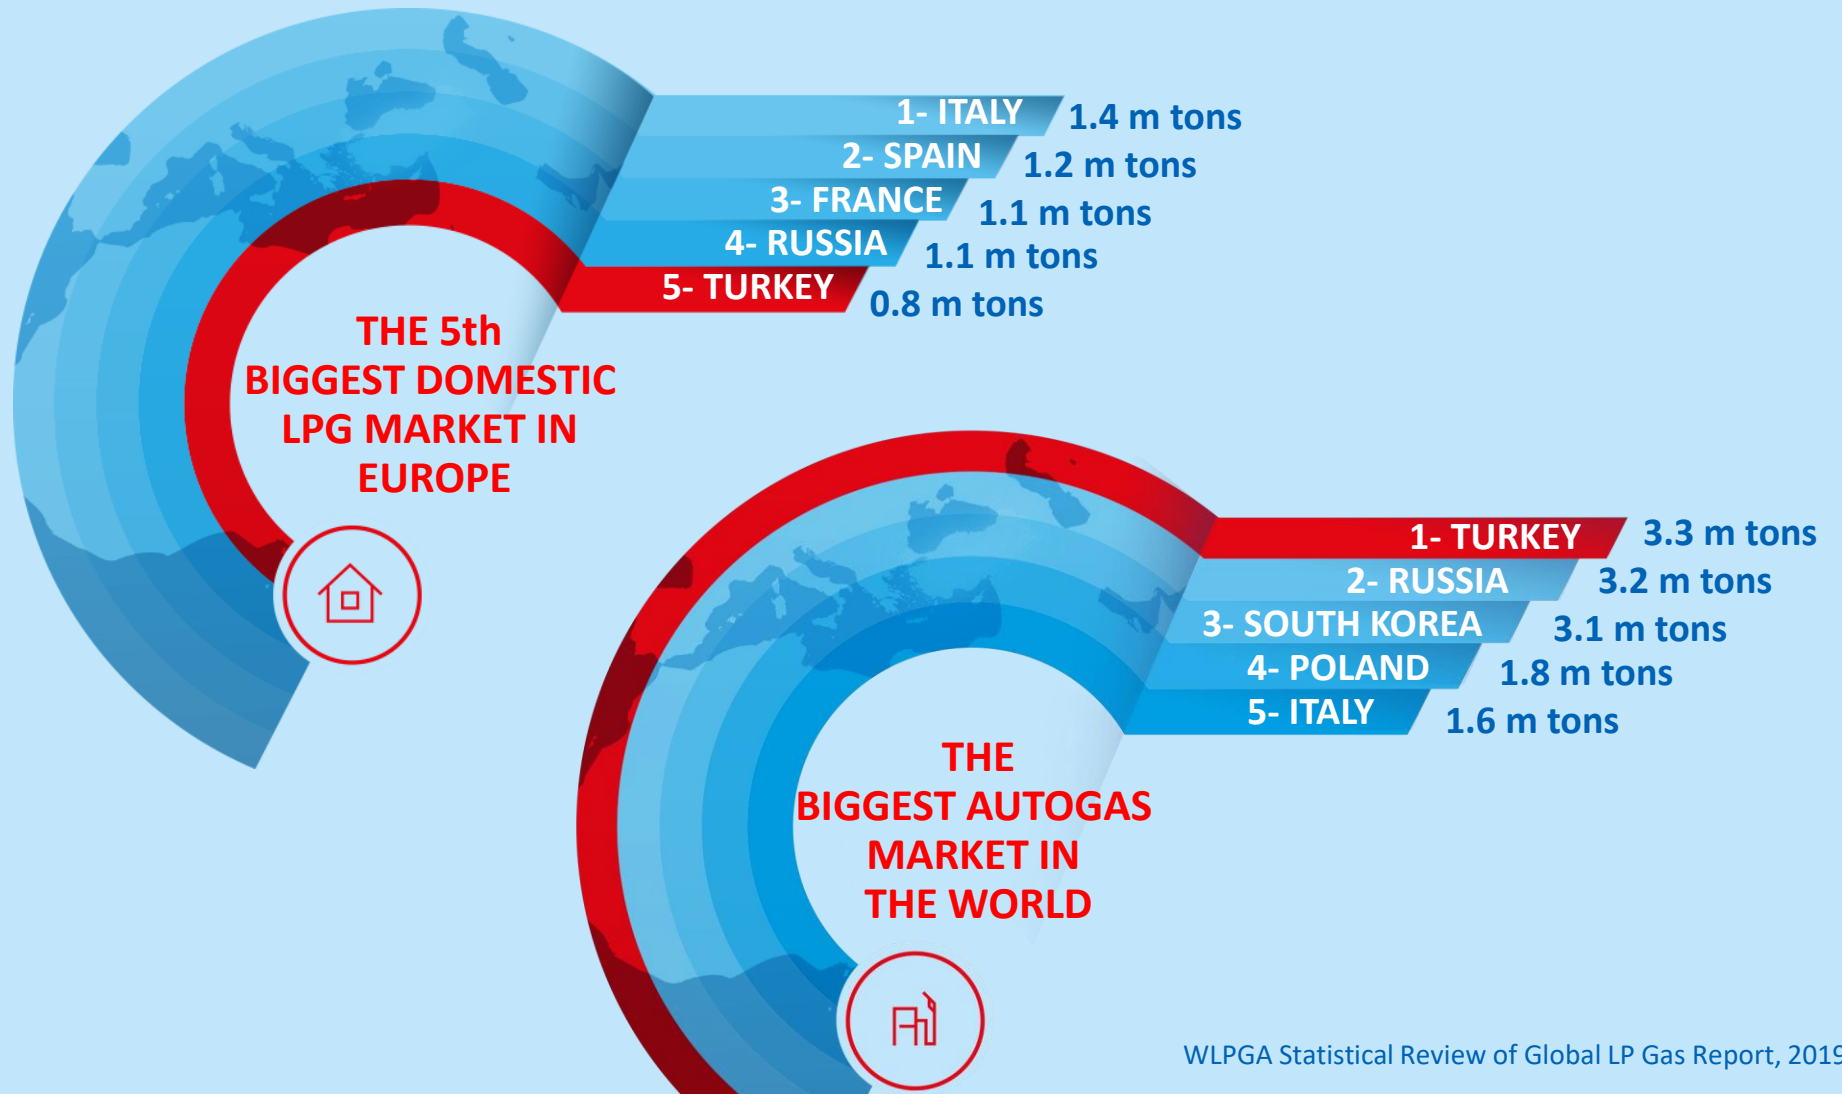 1- ITALY 1.4 m tons
2- SPAIN 1.2 m tons
3- FRANCE 1.1 m tons
4- RUSSIA 1.1 m tons
5- TURKEY 0.8 m tons
THE 5th
BIGGEST DOMESTIC
LPG MARKET IN
EUROPE
1- TURKEY 3.3 m tons
2- RUSSIA 3.2 m tons
3- SOUTH KOREA 3.1 m tons
4- POLAND 1.8 m tons
5- ITALY 1.6 m tons
THE
BIGGEST AUTOGAS
MARKET IN
THE WORLD
WLPGA Statistical Review of Global LP Gas Report, 2019